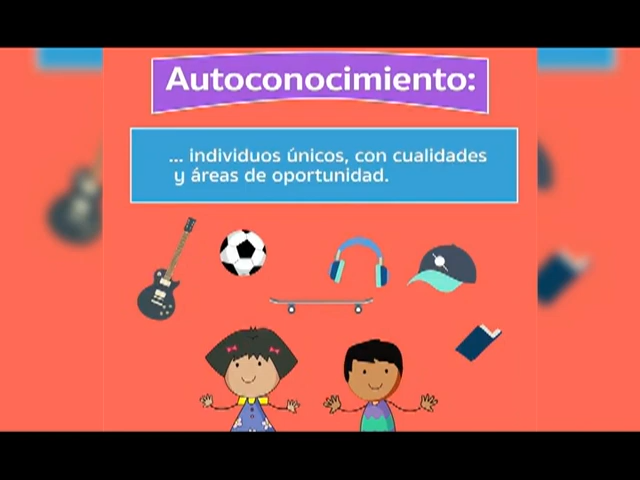 Autoconocimiento:
... individuos únicos, con cualidades
y áreas de oportunidad.